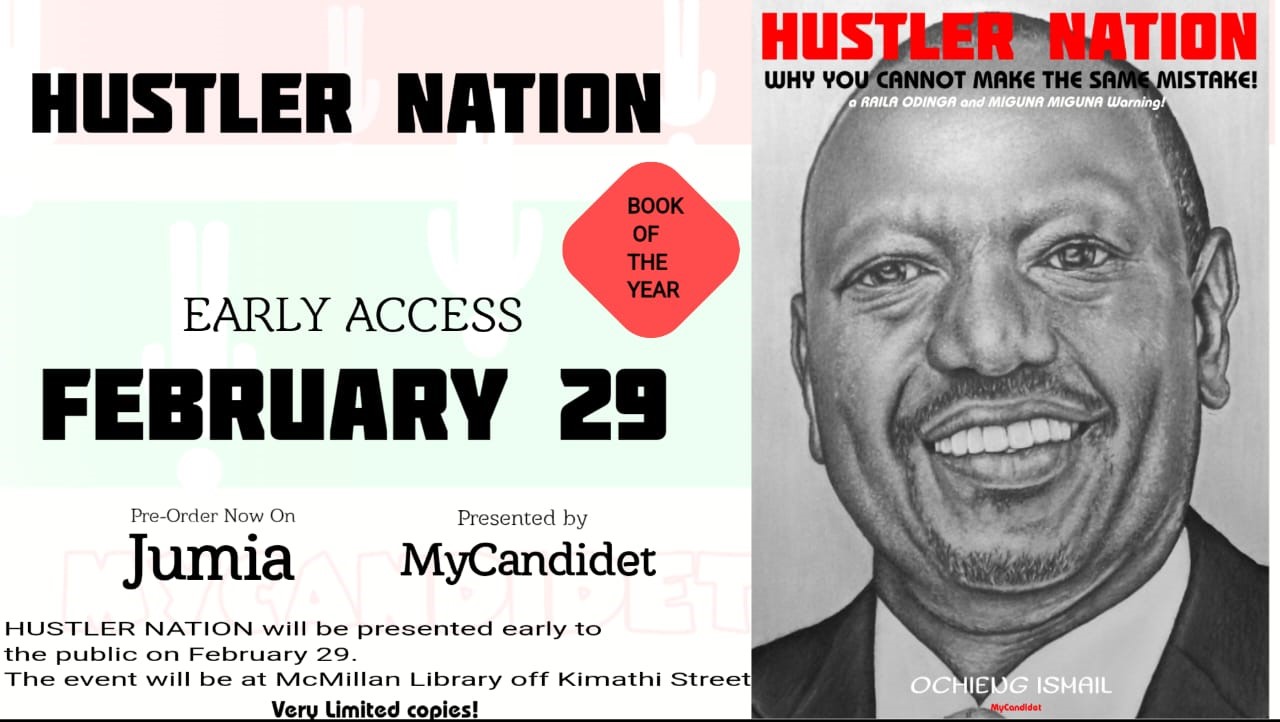 HUSTLER NATION
BOOK
OF
THE
YEAR
EARLY ACCESS
FEBRUARY 29
Pre-Order Now On
Jumia
Presented by
MyCandidet
MYCANDIDET
HUSTLER NATION will be presented early to
the public on February 29.
The event will be at McMillan Library off Kimathi Street
Very Limited copies!
HUSTLER NATION
WHY YOU CANNOT MAKE THE SAME MISTAKE!
a RAILA ODINGA and MIGUNA MIGUNA Warning!
OCHIENG ISMAIL
MyCandidet